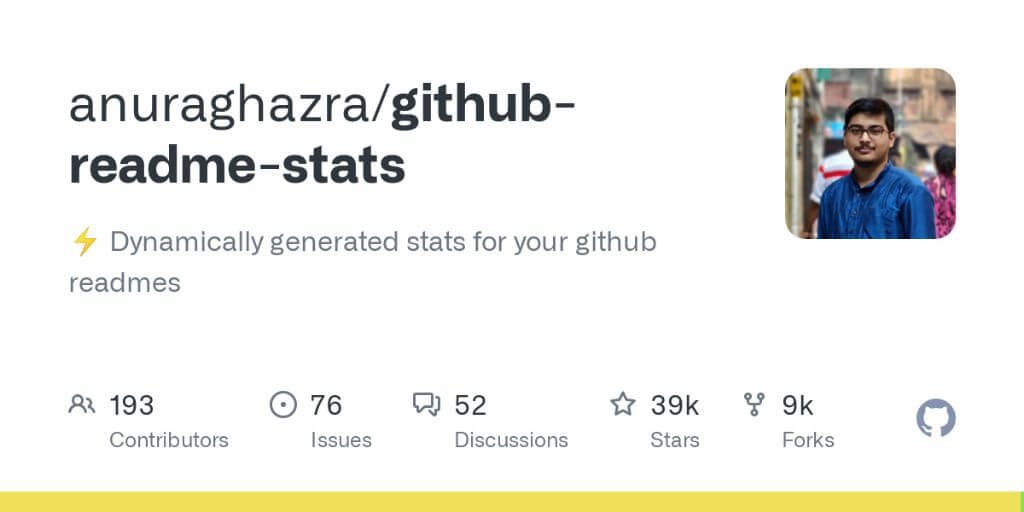 anuraghazra/github-
readme-stats
⚡ Dynamically generated stats for your github
readmes
193 76 52 39k 9k
Contributors Issues Discussions Stars Forks